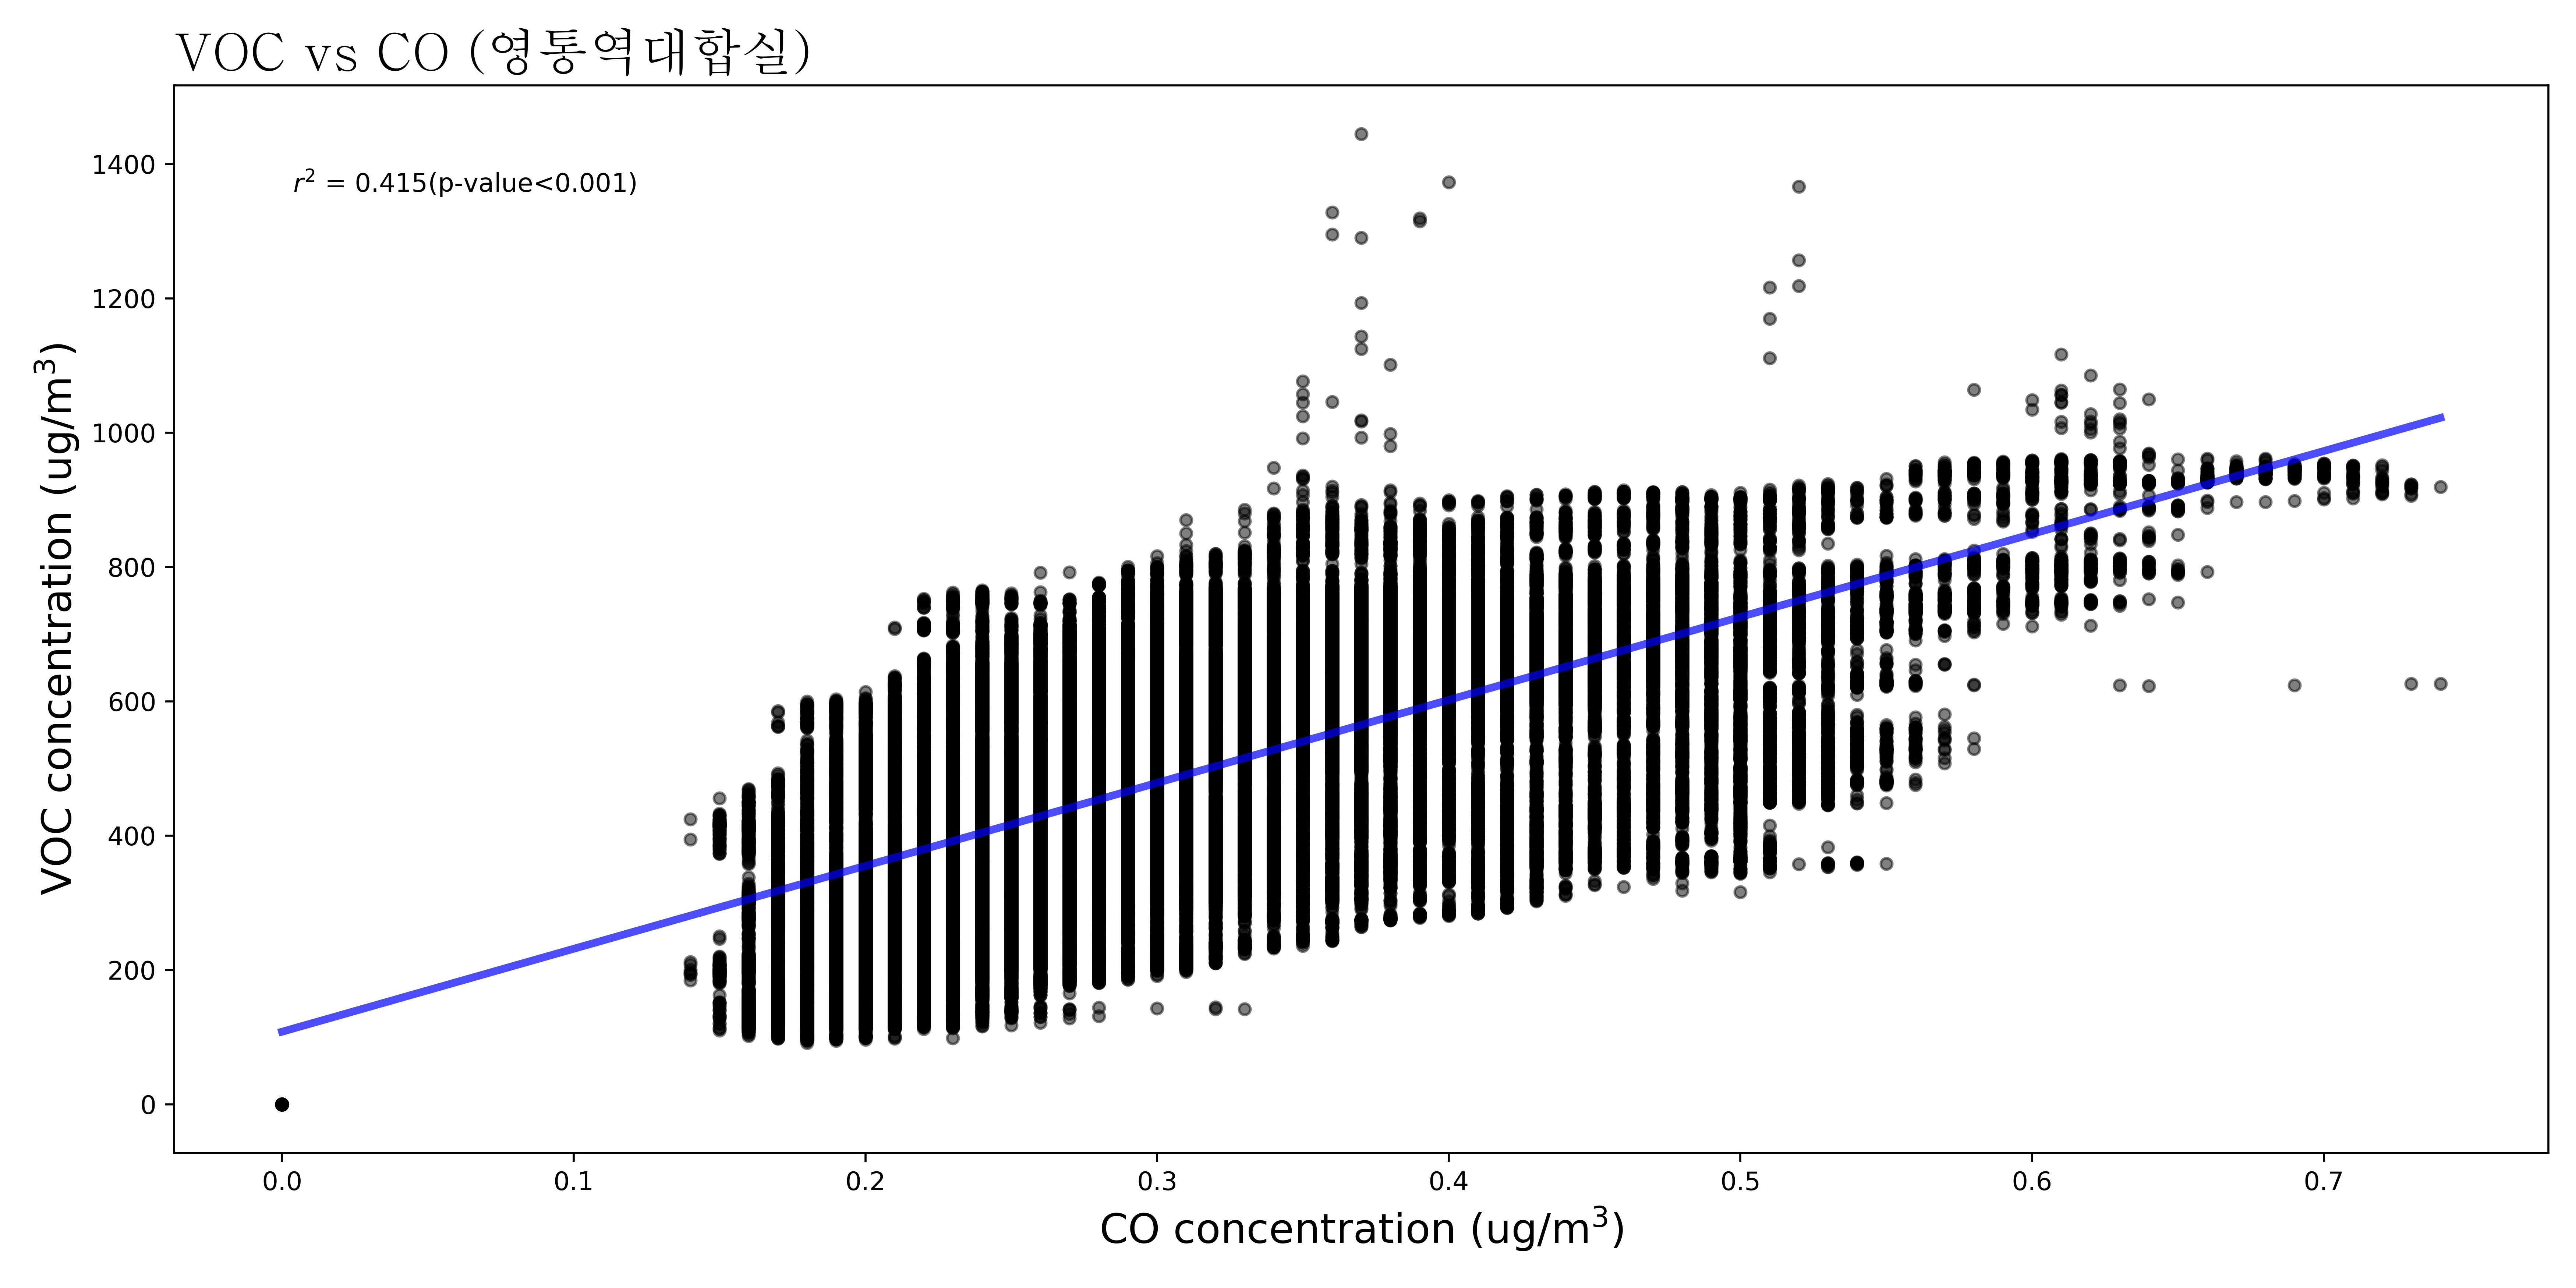 VOC vs CO (영통역대합실)
r² = 0.415(p-value<0.001)
VOC concentration (ug/m³)
1400
1200
1000
800
600
400
200
0
0.0 0.1 0.2 0.3 0.4 0.5 0.6 0.7
CO concentration (ug/m³)